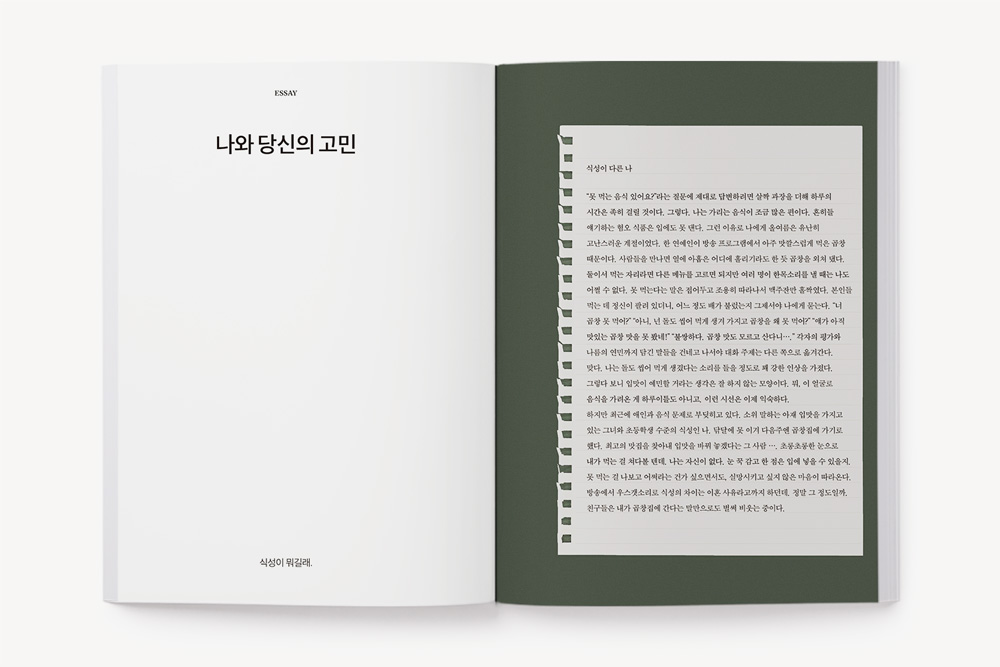 ESSAY
나와 당신의 고민
식성이 뭐길래.
식성이 다른 나
“못 먹는 음식 있어요?”라는 질문에 제대로 답변하려면 살짝 과장을 더해 하루의
시간은 족히 걸릴 것이다. 그렇다. 나는 가리는 음식이 조금 많은 편이다. 흔히들
얘기하는 혐오 식품은 입에도 못 댄다. 그런 이유로 나에게 올여름은 유난히
고난스러운 계절이었다. 한 연예인이 방송 프로그램에서 아주 맛깔스럽게 먹은 곱창
때문이다. 사람들을 만나면 열에 아홉은 어디에 홀리기라도 한 듯 곱창을 외쳐 댔다.
둘이서 먹는 자리라면 다른 메뉴를 고르면 되지만 여러 명이 한목소리를 낼 때는 나도
어쩔 수 없다. 못 먹는다는 말은 접어두고 조용히 따라나서 맥주잔만 홀짝였다. 본인들
먹는 데 정신이 팔려 있더니, 어느 정도 배가 불렀는지 그제서야 나에게 묻는다. “너
곱창 못 먹어?” “아니, 넌 돌도 씹어 먹게 생겨 가지고 곱창을 왜 못 먹어?” “얘가 아직
맛있는 곱창 맛을 못 봤네!” “불쌍하다. 곱창 맛도 모르고 산다니….” 각자의 평가와
나름의 연민까지 담긴 말들을 건네고 나서야 대화 주제는 다른 쪽으로 옮겨간다.
맞다. 나는 돌도 씹어 먹게 생겼다는 소리를 들을 정도로 꽤 강한 인상을 가졌다.
그렇다 보니 입맛이 예민할 거라는 생각은 잘 하지 않는 모양이다. 뭐, 이 얼굴로
음식을 가려온 게 하루이틀도 아니고, 이런 시선은 이제 익숙하다.
하지만 최근에 애인과 음식 문제로 부딪히고 있다. 소위 말하는 아재 입맛을 가지고
있는 그녀와 초등학생 수준의 식성인 나. 닦달에 못 이겨 다음주엔 곱창집에 가기로
했다. 최고의 맛집을 찾아내 입맛을 바꿔 놓겠다는 그 사람 …, 초롱초롱한 눈으로
내가 먹는 걸 쳐다볼 텐데, 나는 자신이 없다. 눈 꾹 감고 한 점은 입에 넣을 수 있을지.
못 먹는 걸 나보고 어쩌라는 건가 싶으면서도, 실망시키고 싶지 않은 마음이 따라온다.
방송에서 우스갯소리로 식성의 차이는 이혼 사유라고까지 하던데, 정말 그 정도일까.
친구들은 내가 곱창집에 간다는 말만으로도 벌써 비웃는 중이다.